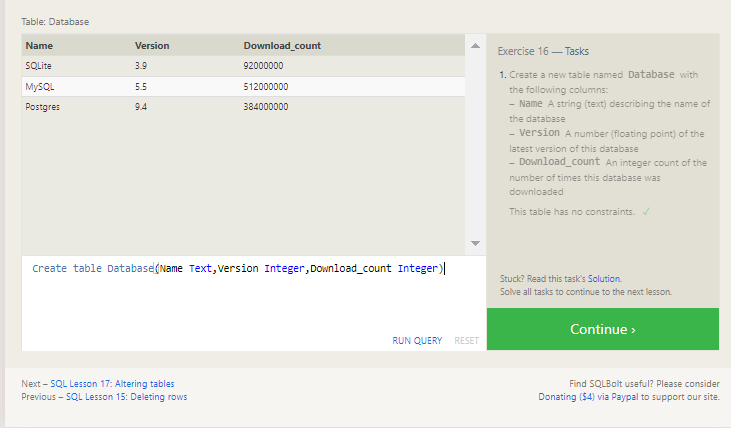 Table: Database
Name Version Download_count
SQLite 3.9 92000000
MySQL 5.5 512000000
Postgres 9.4 384000000
Create table Database(Name Text,Version Integer,Download_count Integer)
RUN QUERY RESET
Exercise 16 — Tasks
1. Create a new table named Database with
the following columns:
– Name A string (text) describing the name of
the database
– Version A number (floating point) of the
latest version of this database
– Download_count An integer count of the
number of times this database was
downloaded
This table has no constraints. ✓
Stuck? Read this task's Solution.
Solve all tasks to continue to the next lesson.
Continue ›
Next – SQL Lesson 17: Altering tables
Previous – SQL Lesson 15: Deleting rows
Find SQLBolt useful? Please consider
Donating ($4) via Paypal to support our site.